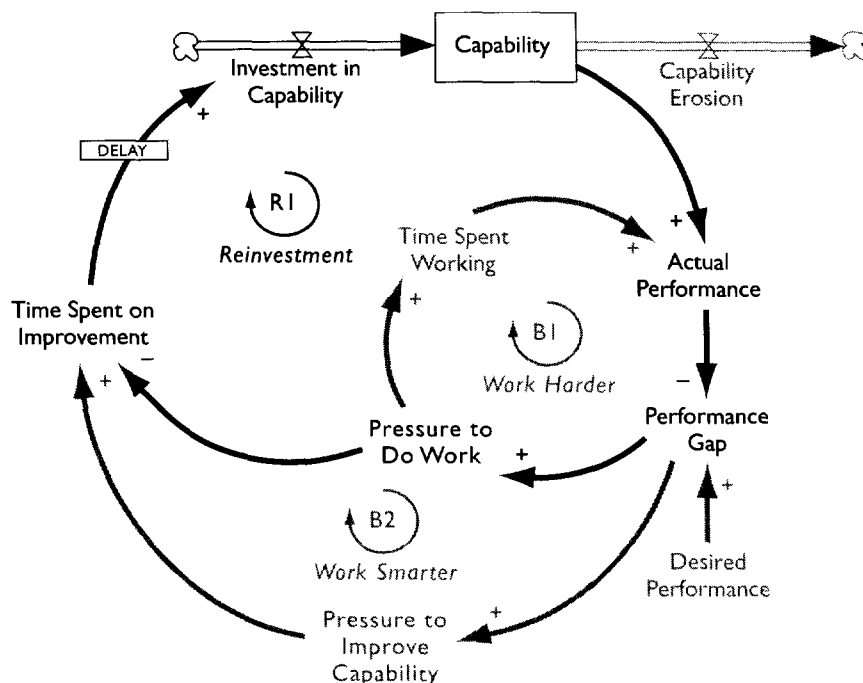 Capability
Investment in
Capability
Capability
Erosion
+
DELAY
R1
Reinvestment
Time Spent
Working
+
+
Actual
Performance
+
Time Spent on
Improvement
+
−
B1
Work Harder
−
Performance
Gap
Pressure to
Do Work
+
+
B2
Work Smarter
Desired
Performance
+
Pressure to
Improve
Capability